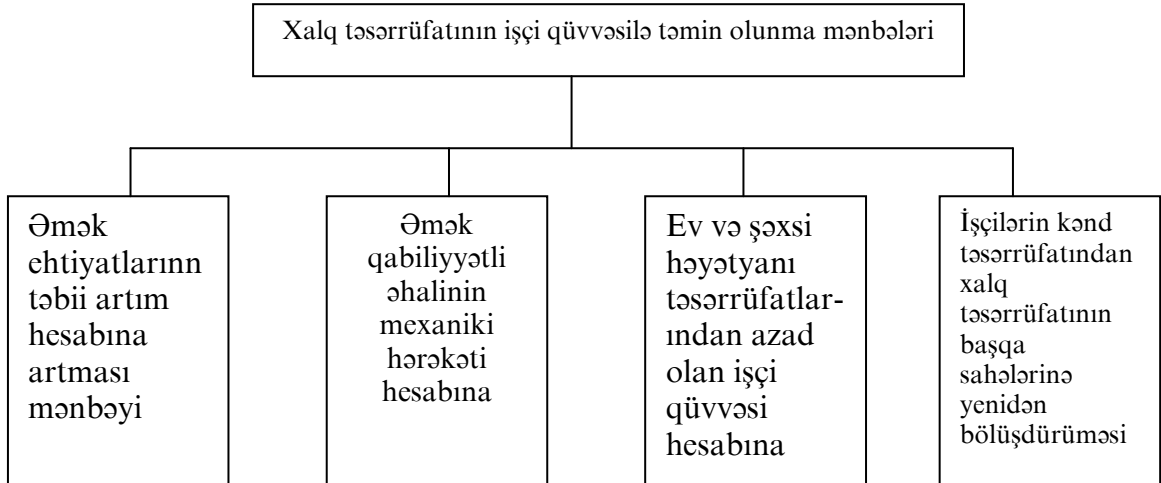 Xalq təsərrüfatının işçi qüvvəsilə təmin olunma mənbələri
Əmək
ehtiyatlarınn
təbii artım
hesabına
artması
mənbəyi
Əmək
qabiliyyətli
əhalinin
mexaniki
hərəkəti
hesabına
Ev və şəxsi
həyətyanı
təsərrüfatlar-
ından azad
olan işçi
qüvvəsi
hesabına
İşçilərin kənd
təsərrüfatından
xalq
təsərrüfatının
başqa
sahələrinə
yenidən
bölüşdürüməsi